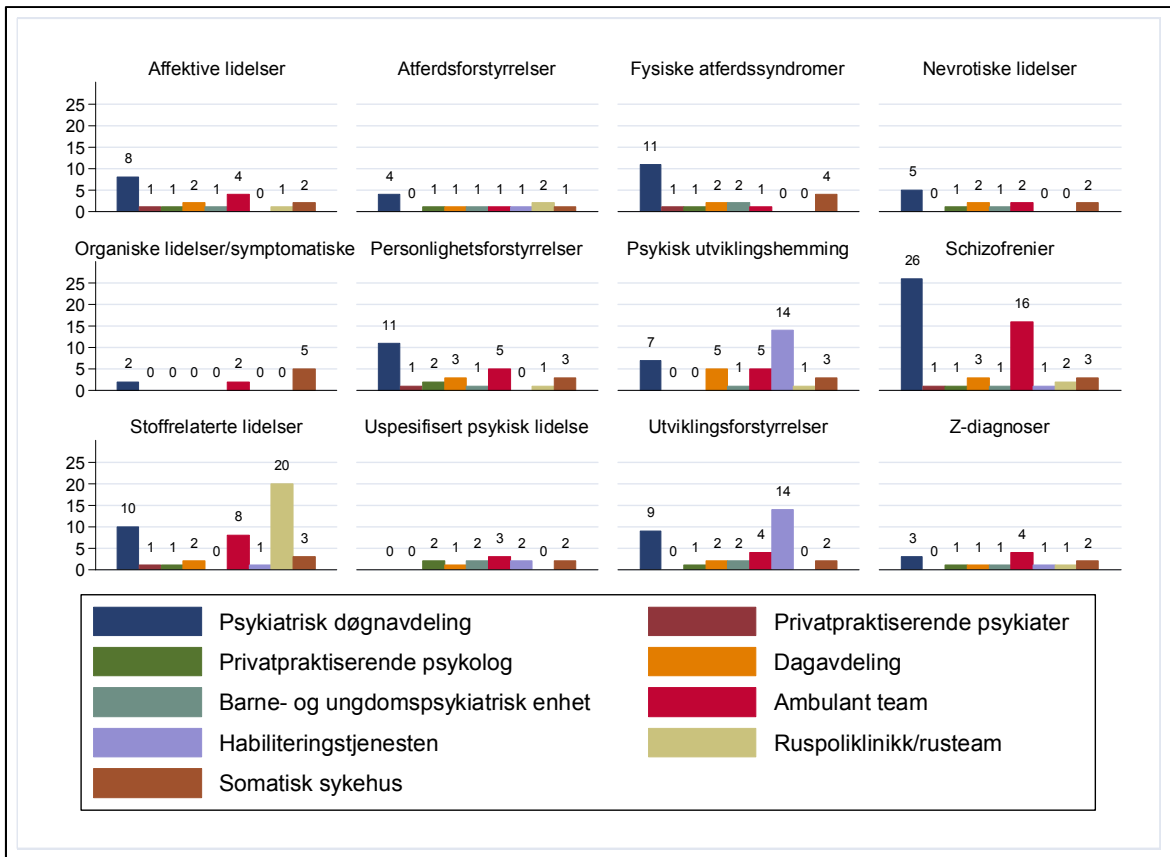 Affektive lidelser Atferdsforstyrrelser Fysiske atferdssyndromer Nevrotiske lidelser
25
20
15
10
5
0
8 1 1 2 1 4 0 1 2
4 0 1 1 1 1 1 2 1
11 1 1 2 2 1 0 0 4
5 0 1 2 1 2 0 0 2
Organiske lidelser/symptomatiske Personlighetsforstyrrelser Psykisk utviklingshemming Schizofrenier
25
20
15
10
5
0
2 0 0 0 0 2 0 0 5
11 1 2 3 1 5 0 1 3
7 0 0 5 1 5 14 1 3
26 1 1 3 1 16 1 2 3
Stoffrelaterte lidelser Uspesifisert psykisk lidelse Utviklingsforstyrrelser Z-diagnoser
25
20
15
10
5
0
10 1 1 2 0 8 1 20 3
0 0 2 1 2 3 2 0 2
9 0 1 2 2 4 14 0 2
3 0 1 1 1 4 1 1 2
Psykiatrisk døgnavdeling Privatpraktiserende psykiater
Privatpraktiserende psykolog Dagavdeling
Barne- og ungdomspsykiatrisk enhet Ambulant team
Habiliteringstjenesten Ruspoliklinikk/rusteam
Somatisk sykehus